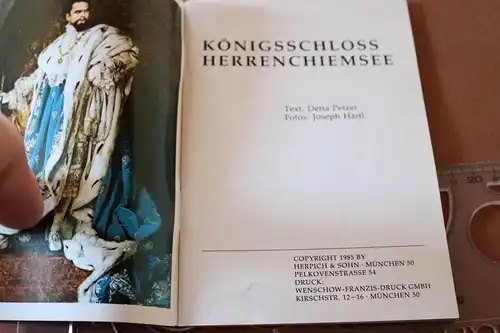 KÖNIGSSCHLOSS
HERRENCHIEMSEE
Text: Detta Petzet
Fotos: Joseph Härtl
COPYRIGHT 1985 BY
HERPICH & SOHN · MÜNCHEN 50
PELKOVENSTRASSE 54
DRUCK:
WENSCHOW-FRANZIS-DRUCK GMBH
KIRSCHSTR. 12–16 · MÜNCHEN 50